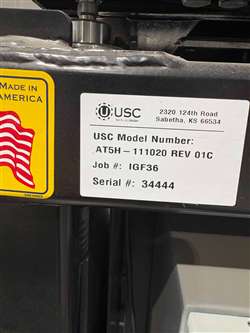 MADE IN
AMERICA
USC
2320 124th Road
Sabetha, KS 66534
USC Model Number:
AT5H-111020 REV 01C
Job #: IGF36
Serial #: 34444